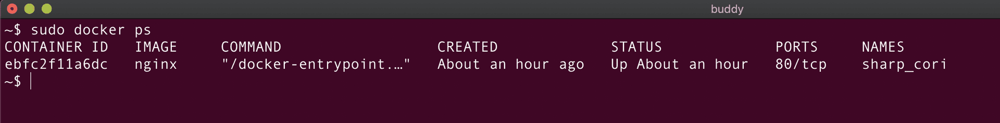 buddy
~$ sudo docker ps
CONTAINER ID   IMAGE     COMMAND                  CREATED             STATUS             PORTS     NAMES
ebfc2f11a6dc   nginx     "/docker-entrypoint.…"   About an hour ago   Up About an hour   80/tcp    sharp_cori
~$